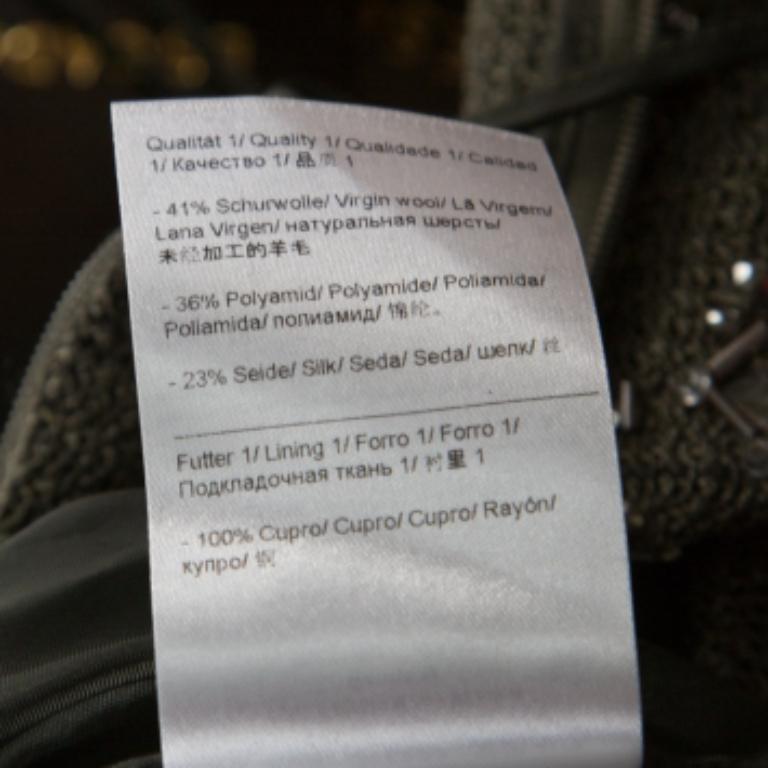 Qualität 1/ Quality 1/ Qualidade 1/ Calidad
1/ Качество 1/ 品质 1
- 41% Schurwolle/ Virgin wool/ Lã Virgem/
Lana Virgen/ натуральная шерсть/
未经加工的羊毛
- 36% Polyamid/ Polyamide/ Poliamida/
Poliamida/ полиамид/ 锦纶。
- 23% Seide/ Silk/ Seda/ Seda/ шелк/
Futter 1/ Lining 1/ Forro 1/ Forro 1/
Подкладочная ткань 1/ 衬里 1
- 100% Cupro/ Cupro/ Cupro/ Rayón/
купро/